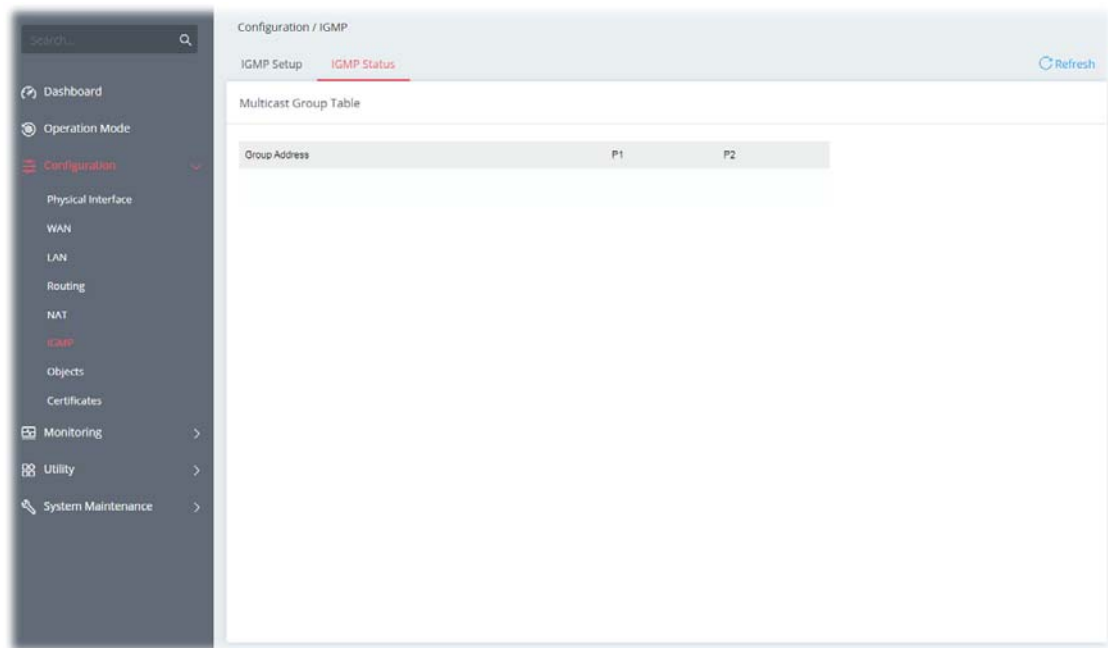 Search...
Dashboard
Operation Mode
Configuration
Physical Interface
WAN
LAN
Routing
NAT
IGMP
Objects
Certificates
Monitoring
Utility
System Maintenance
Configuration / IGMP
IGMP Setup IGMP Status Refresh
Multicast Group Table
Group Address P1 P2